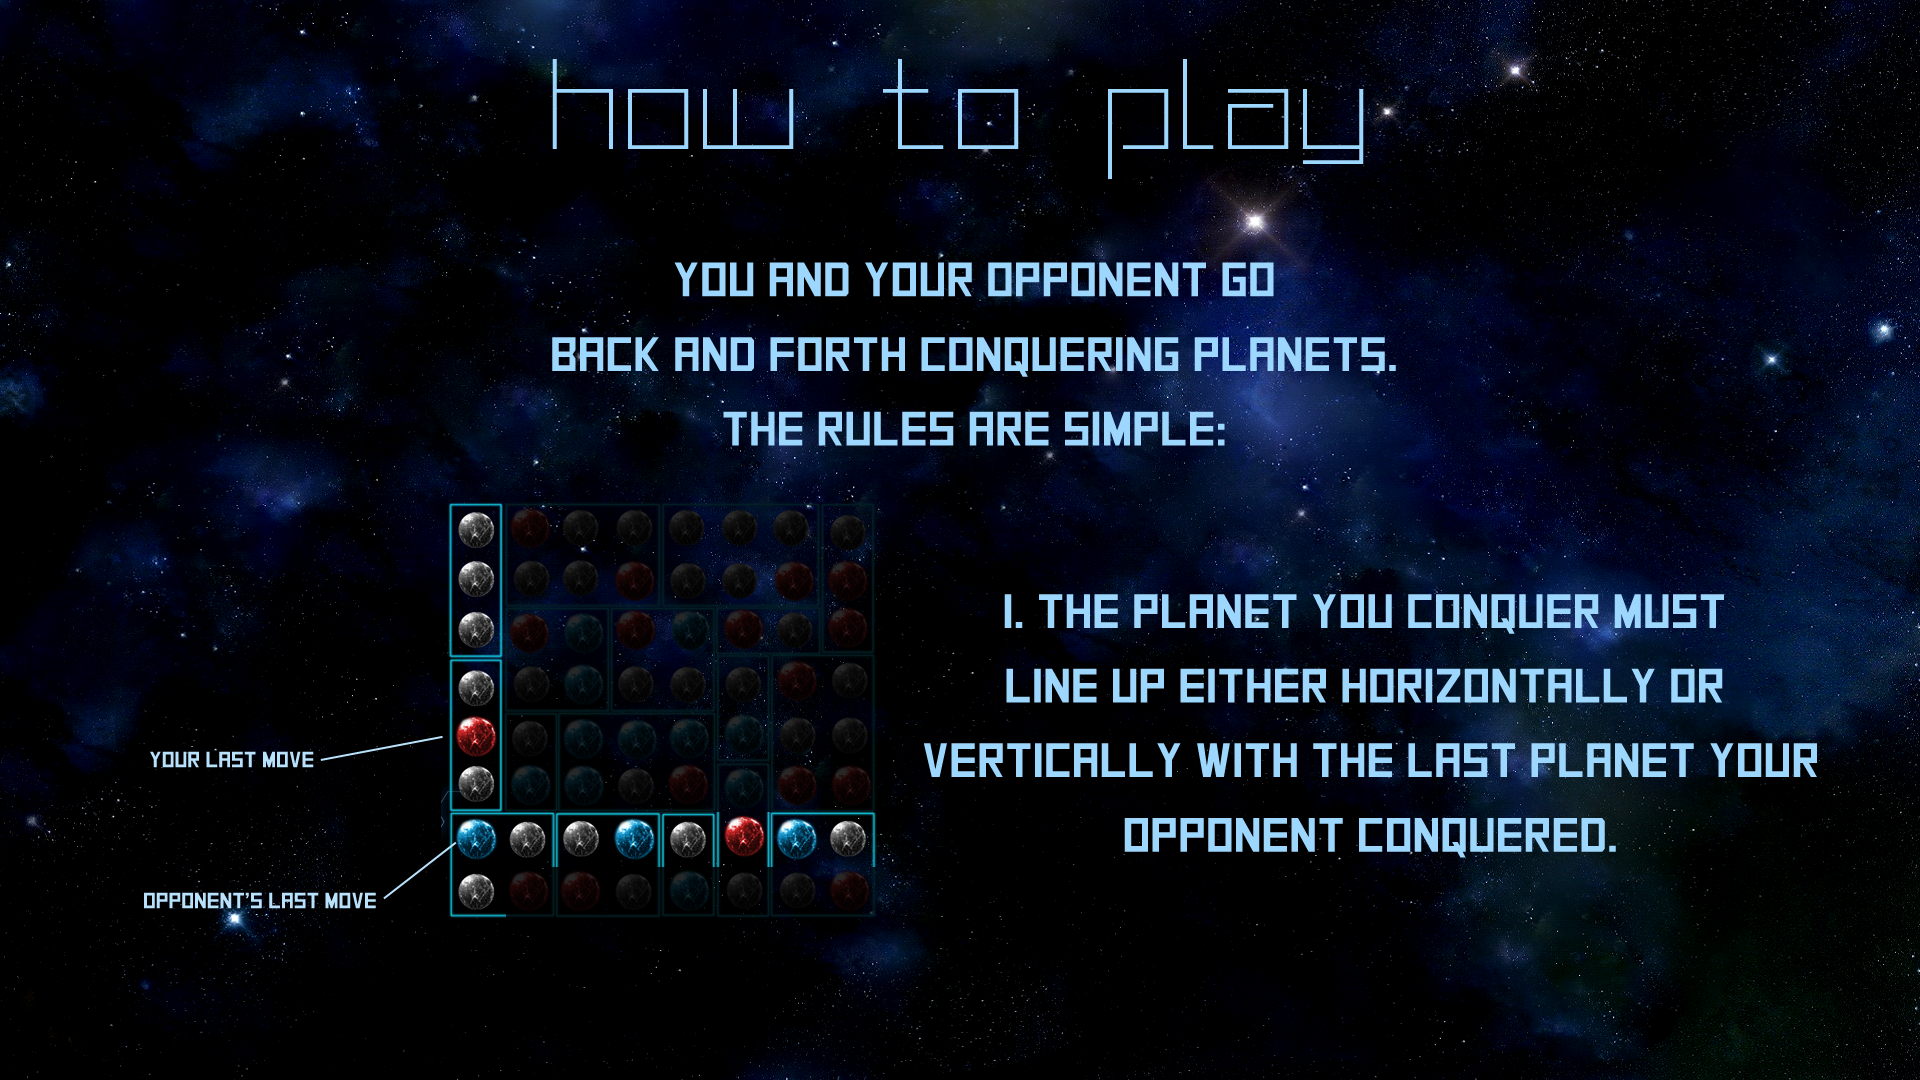 how to play
YOU AND YOUR OPPONENT GO
BACK AND FORTH CONQUERING PLANETS.
THE RULES ARE SIMPLE:
1. THE PLANET YOU CONQUER MUST
LINE UP EITHER HORIZONTALLY OR
VERTICALLY WITH THE LAST PLANET YOUR
OPPONENT CONQUERED.
YOUR LAST MOVE
OPPONENT'S LAST MOVE